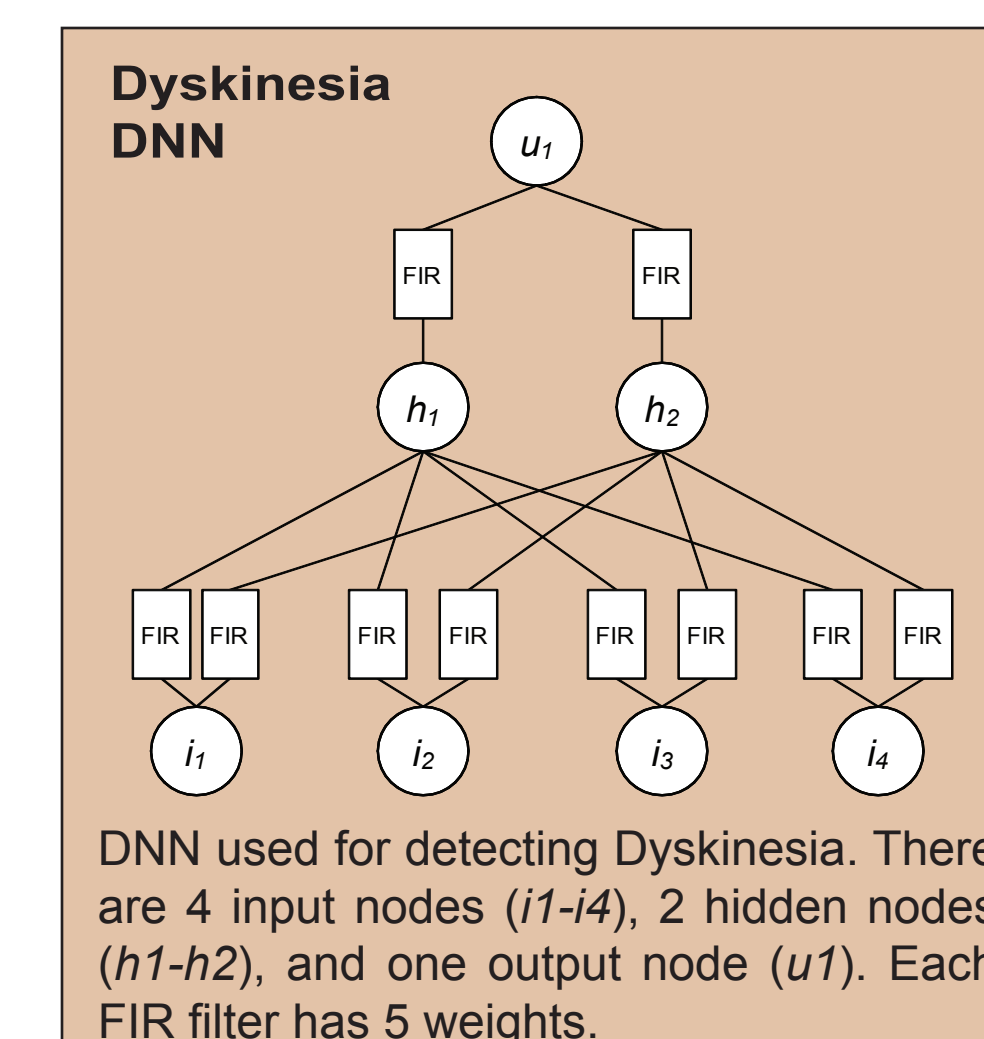 Dyskinesia
DNN
u1
FIR FIR
h1 h2
FIR FIR FIR FIR FIR FIR FIR FIR
i1 i2 i3 i4
DNN used for detecting Dyskinesia. There
are 4 input nodes (i1-i4), 2 hidden nodes
(h1-h2), and one output node (u1). Each
FIR filter has 5 weights.